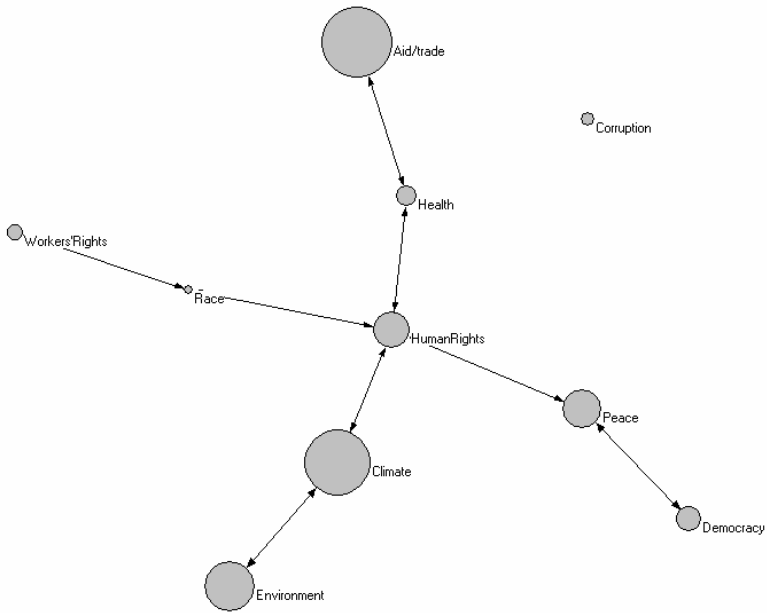 Aid/trade
Corruption
Health
Workers'Rights
Race
HumanRights
Peace
Climate
Democracy
Environment